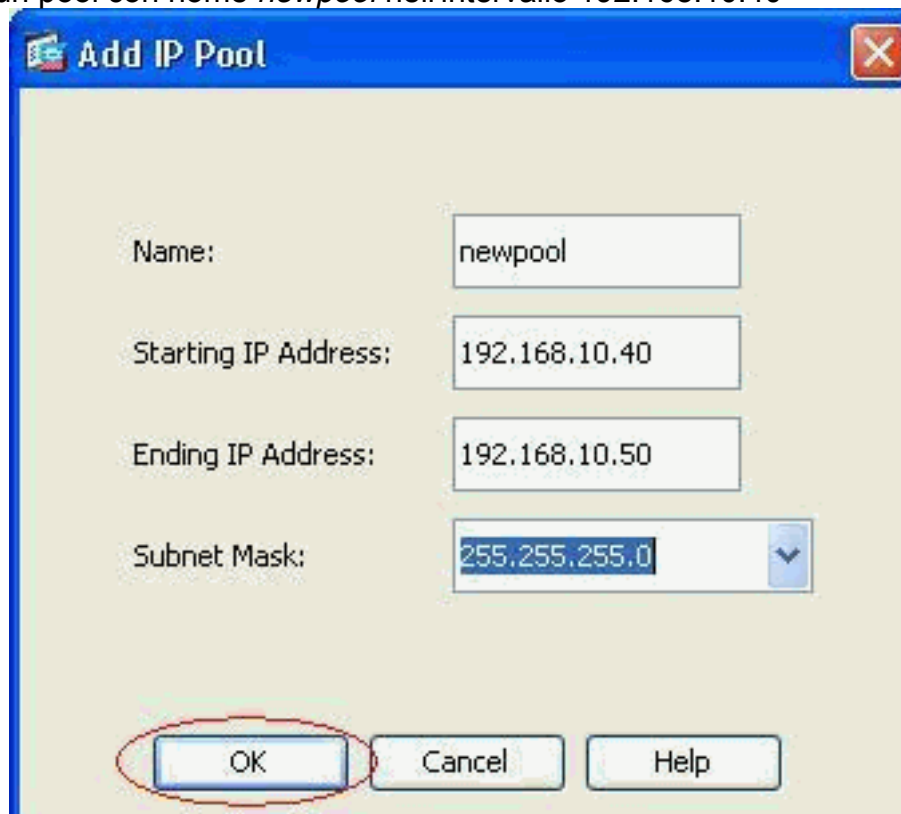 Add IP Pool
Name: newpool
Starting IP Address: 192.168.10.40
Ending IP Address: 192.168.10.50
Subnet Mask: 255.255.255.0
OK Cancel Help